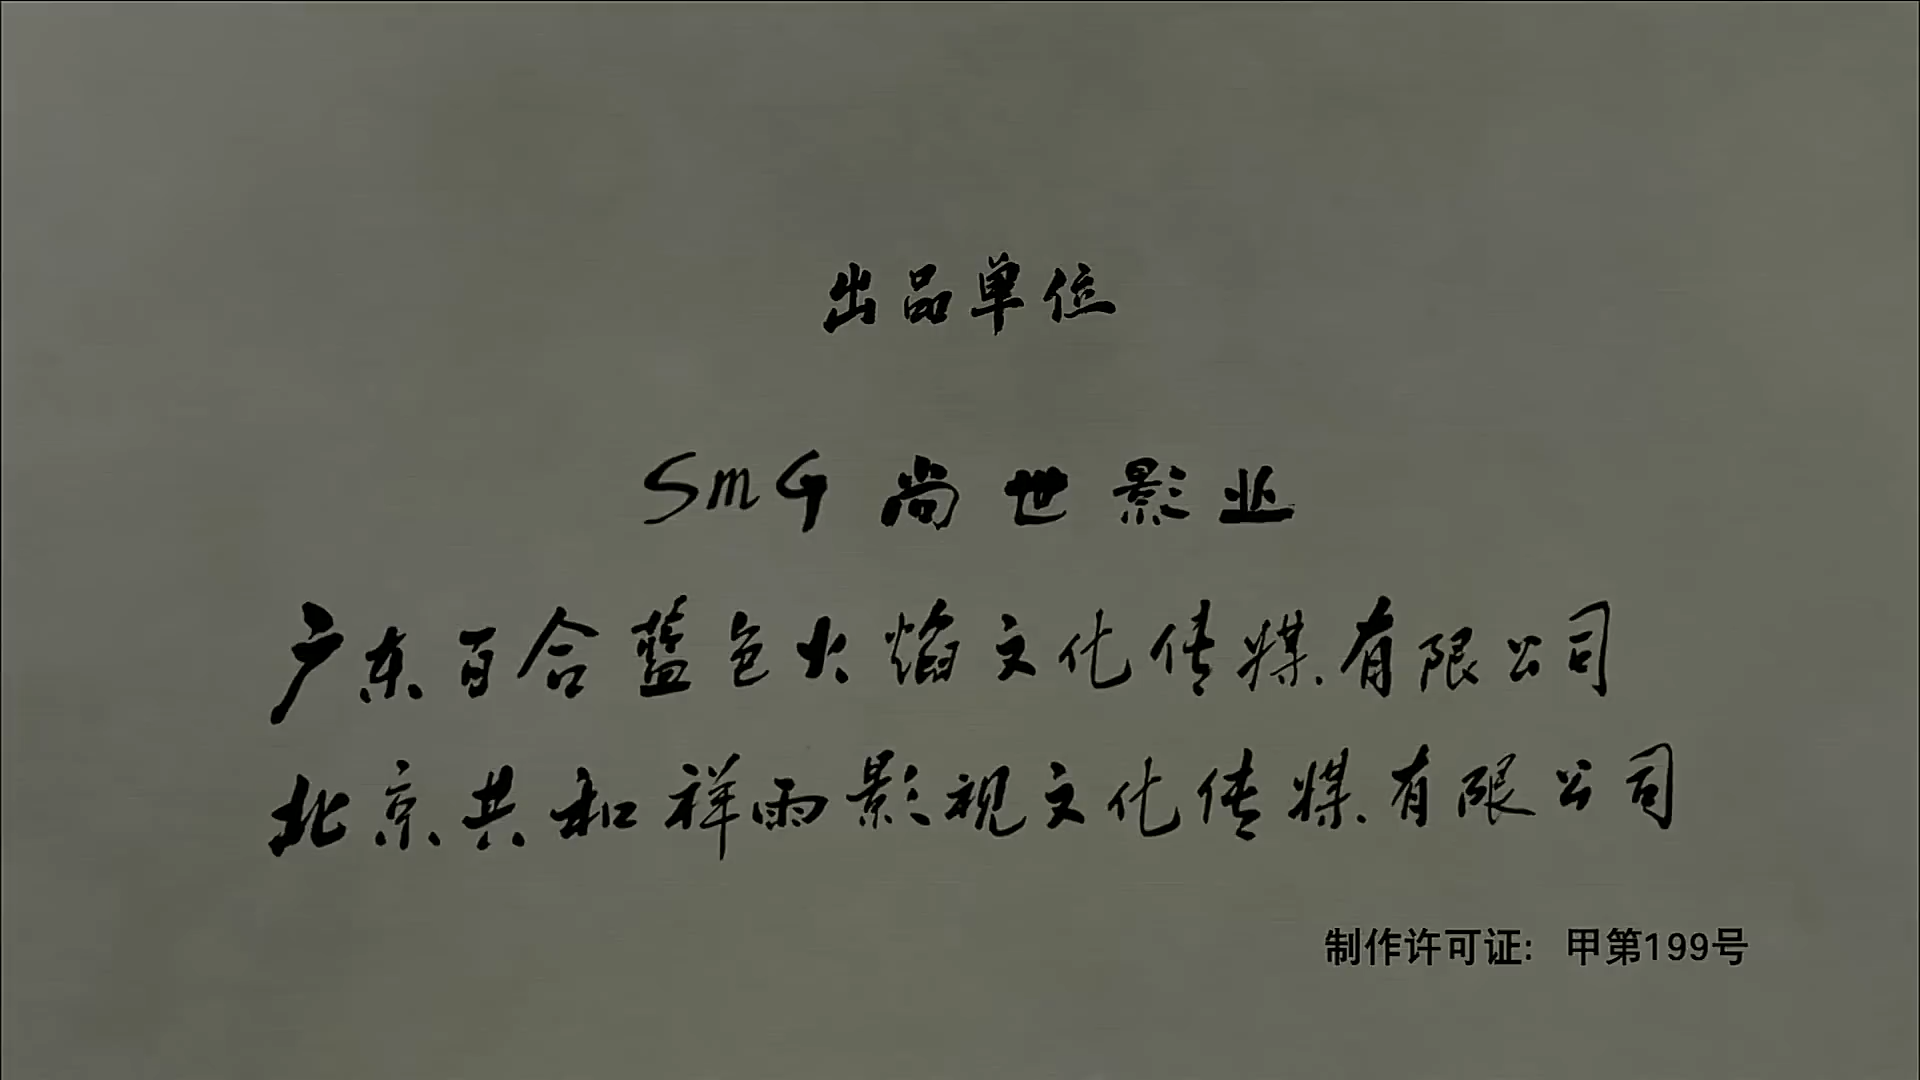 出品单位
SmG 尚世影业
广东百合蓝色火焰文化传媒有限公司
北京共和祥雨影视文化传媒有限公司
制作许可证: 甲第199号